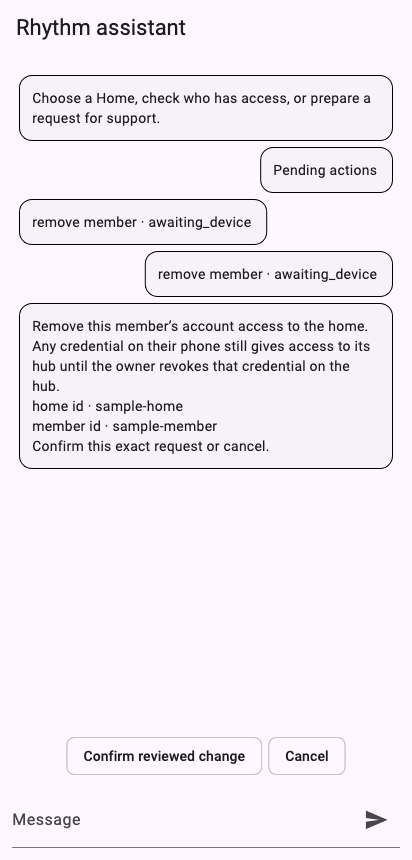 Rhythm assistant
Choose a Home, check who has access, or prepare a
request for support.
Pending actions
remove member · awaiting_device
remove member · awaiting_device
Remove this member’s account access to the home.
Any credential on their phone still gives access to its
hub until the owner revokes that credential on the
hub.
home id · sample-home
member id · sample-member
Confirm this exact request or cancel.
Confirm reviewed change
Cancel
Message